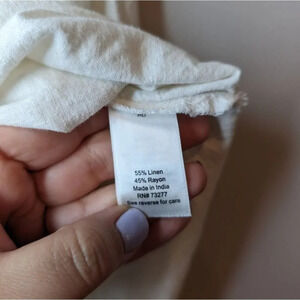 55% Linen
45% Rayon
Made in India
RN# 73277
See reverse for care